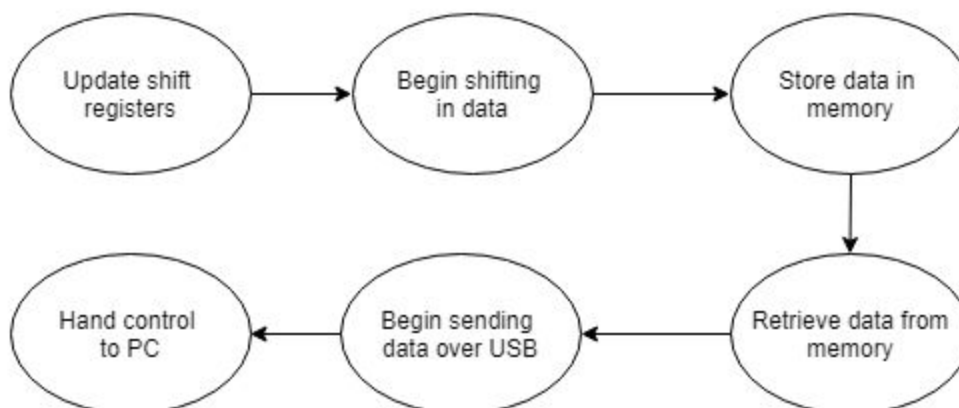 Update shift
registers
Begin shifting
in data
Store data in
memory
Retrieve data from
memory
Begin sending
data over USB
Hand control
to PC